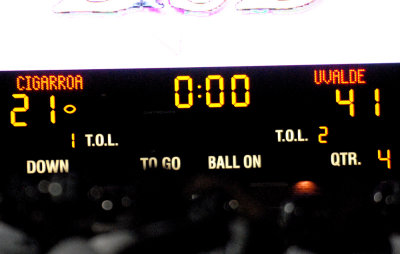 CIGARROA UVALDE
21 0:00 41
1 T.O.L. T.O.L. 2
DOWN TO GO BALL ON QTR. 4